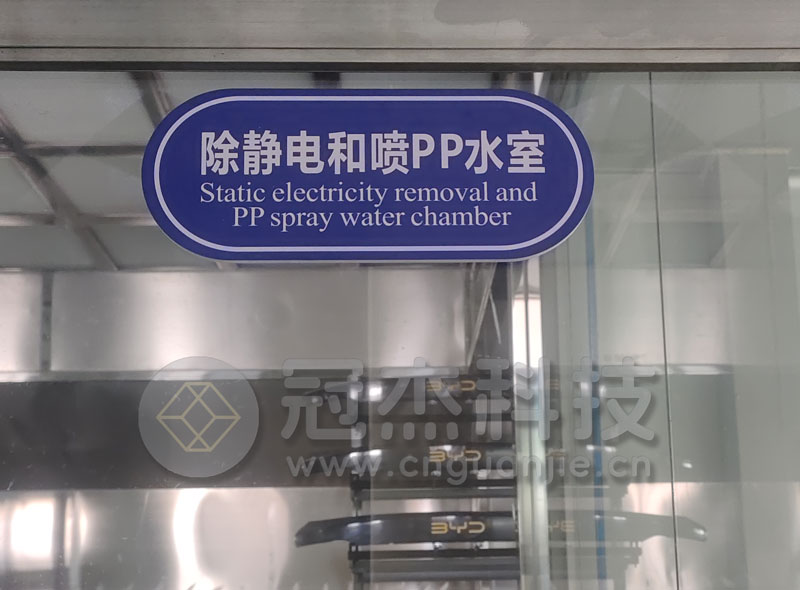 除静电和喷PP水室
Static electricity removal and
PP spray water chamber
冠杰科技
www.cnguanjie.cn
BYD
BYD
BYD